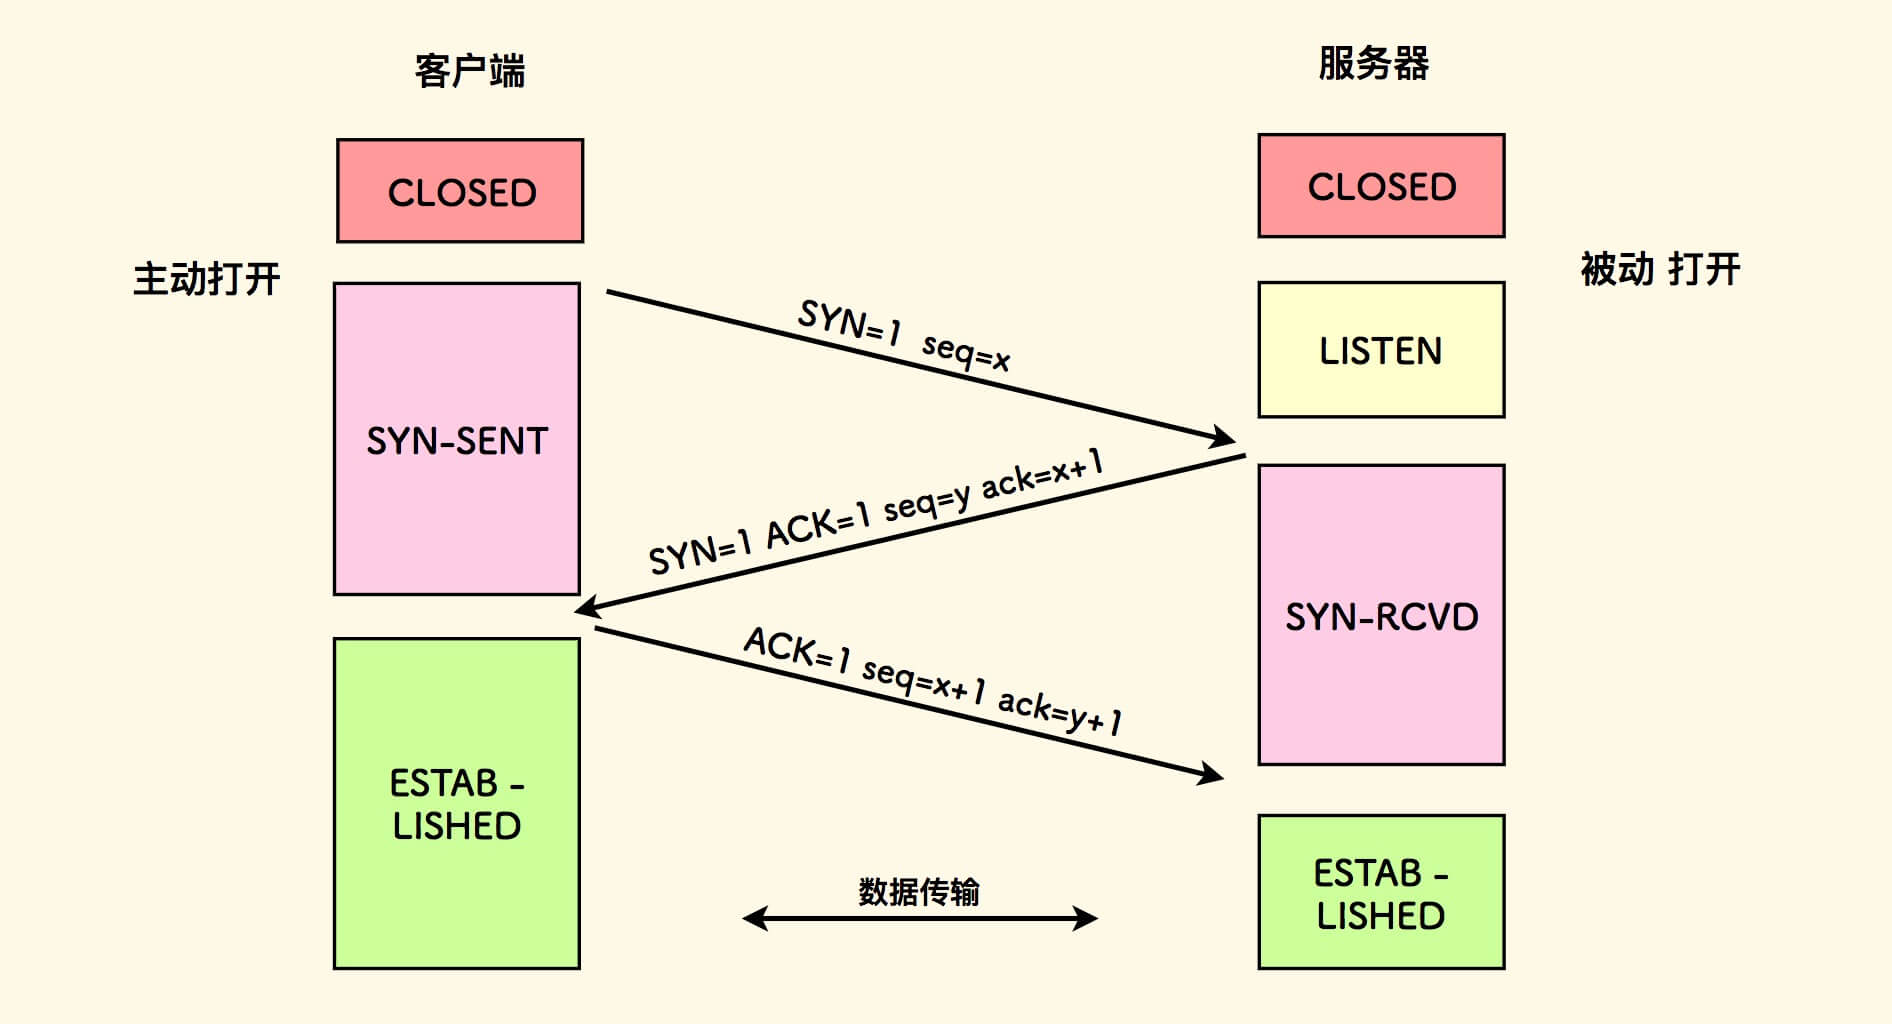 客户端
服务器
CLOSED
CLOSED
主动打开
被动 打开
SYN=1 seq=x
LISTEN
SYN-SENT
SYN=1 ACK=1 seq=y ack=x+1
SYN-RCVD
ACK=1 seq=x+1 ack=y+1
ESTAB -
LISHED
数据传输
ESTAB -
LISHED